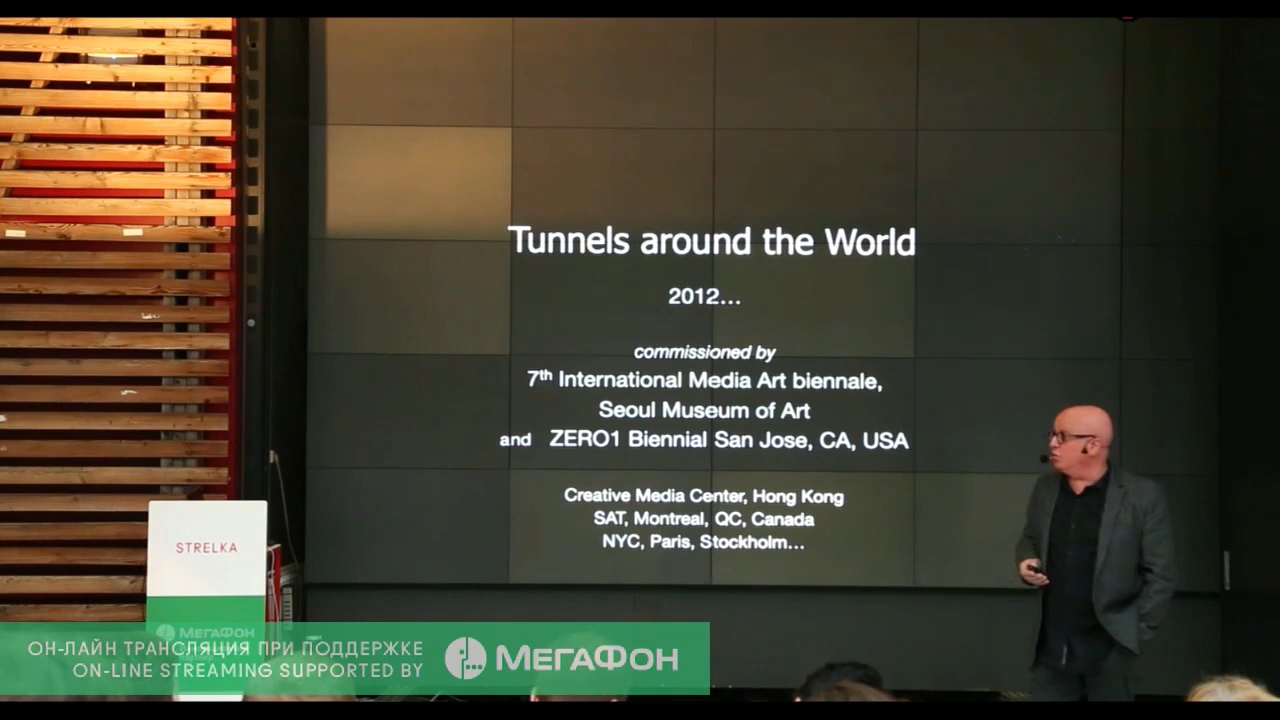 Tunnels around the World
2012...
commissioned by
7th International Media Art biennale,
Seoul Museum of Art
and ZERO1 Biennial San Jose, CA, USA
Creative Media Center, Hong Kong
SAT, Montreal, QC, Canada
NYC, Paris, Stockholm...
STRELKA
МЕГАФОН
ОН-ЛАЙН ТРАНСЛЯЦИЯ ПРИ ПОДДЕРЖКЕ
ON-LINE STREAMING SUPPORTED BY
МЕГАФОН